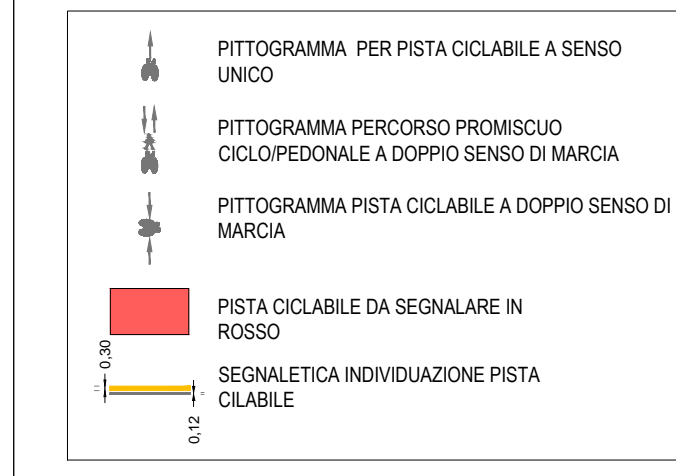 PITTOGRAMMA PER PISTA CICLABILE A SENSO
UNICO
PITTOGRAMMA PERCORSO PROMISCUO
CICLO/PEDONALE A DOPPIO SENSO DI MARCIA
PITTOGRAMMA PISTA CICLABILE A DOPPIO SENSO DI
MARCIA
PISTA CICLABILE DA SEGNALARE IN
ROSSO
0,30
SEGNALETICA INDIVIDUAZIONE PISTA
CILABILE
0,12